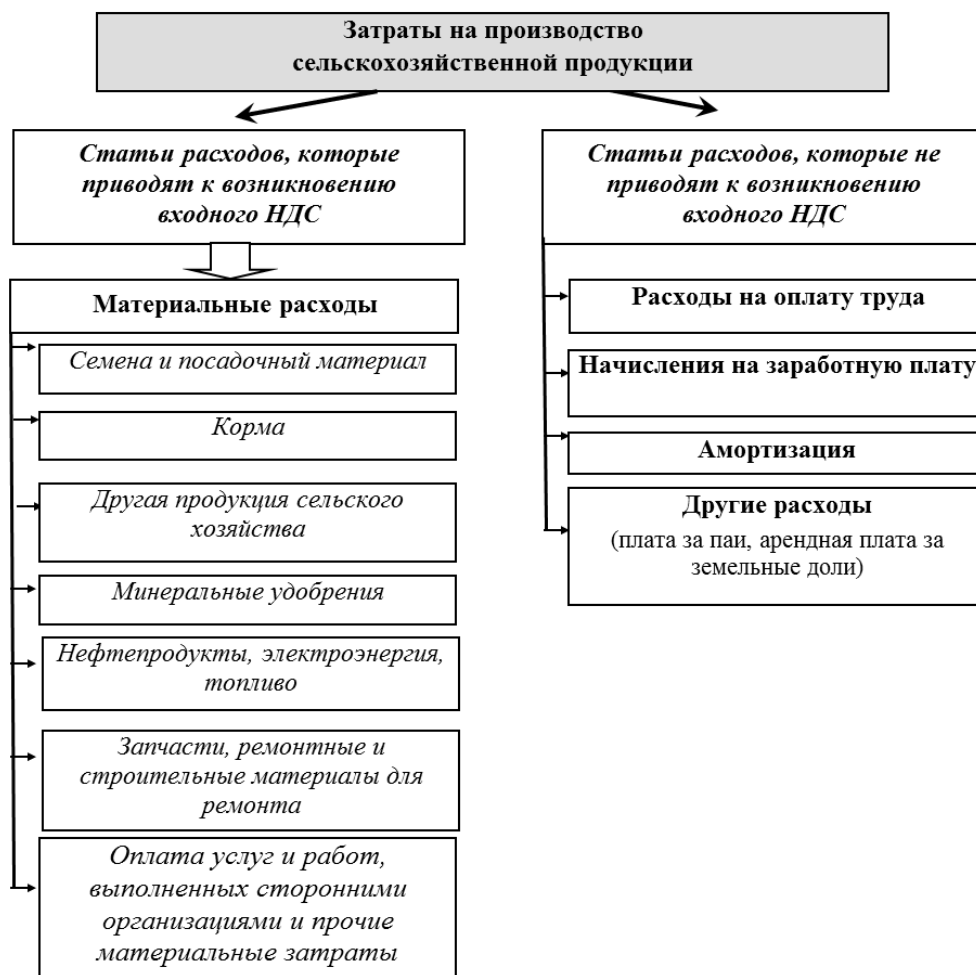 Затраты на производство
сельскохозяйственной продукции
Статьи расходов, которые
приводят к возникновению
входного НДС
Материальные расходы
Семена и посадочный материал
Корма
Другая продукция сельского
хозяйства
Минеральные удобрения
Нефтепродукты, электроэнергия,
топливо
Запчасти, ремонтные и
строительные материалы для
ремонта
Оплата услуг и работ,
выполненных сторонними
организациями и прочие
материальные затраты
Статьи расходов, которые не
приводят к возникновению
входного НДС
Расходы на оплату труда
Начисления на заработную плату
Амортизация
Другие расходы
(плата за паи, арендная плата за
земельные доли)